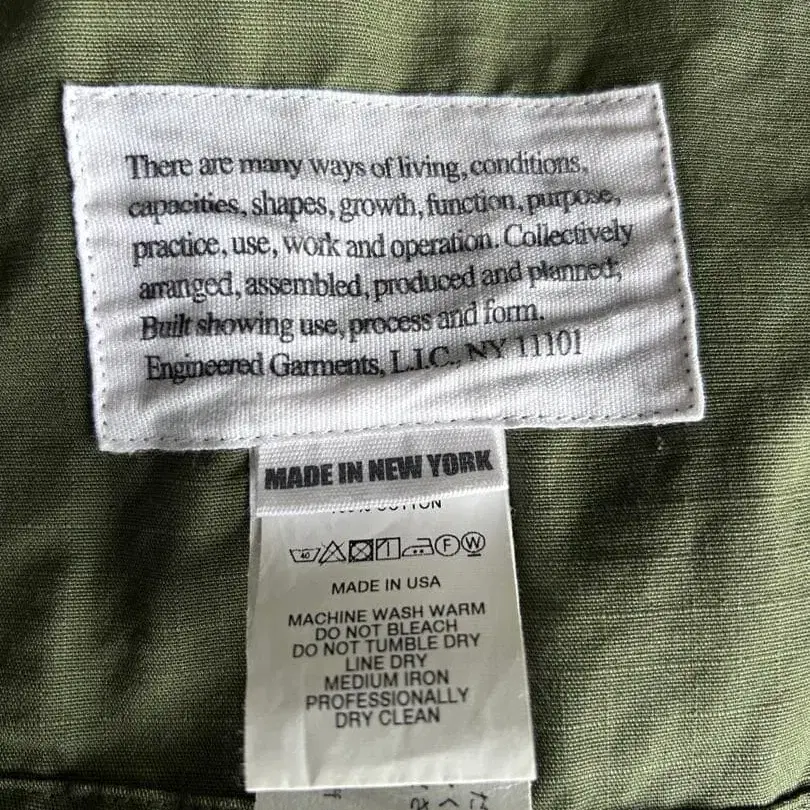 There are many ways of living, conditions,
capacities, shapes, growth, function, purpose,
practice, use, work and operation. Collectively
arranged, assembled, produced and planned;
Built showing use, process and form.
Engineered Garments, L.I.C., NY 11101
MADE IN NEW YORK
100% COTTON
40 F W
MADE IN USA
MACHINE WASH WARM
DO NOT BLEACH
DO NOT TUMBLE DRY
LINE DRY
MEDIUM IRON
PROFESSIONALLY
DRY CLEAN